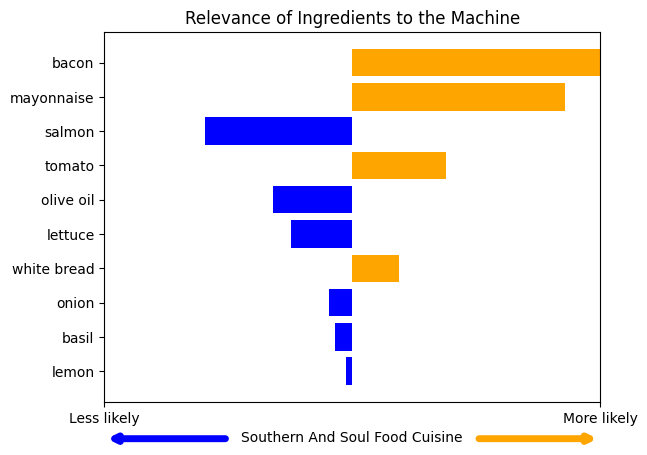 Relevance of Ingredients to the Machine
bacon
mayonnaise
salmon
tomato
olive oil
lettuce
white bread
onion
basil
lemon
Less likely More likely
Southern And Soul Food Cuisine